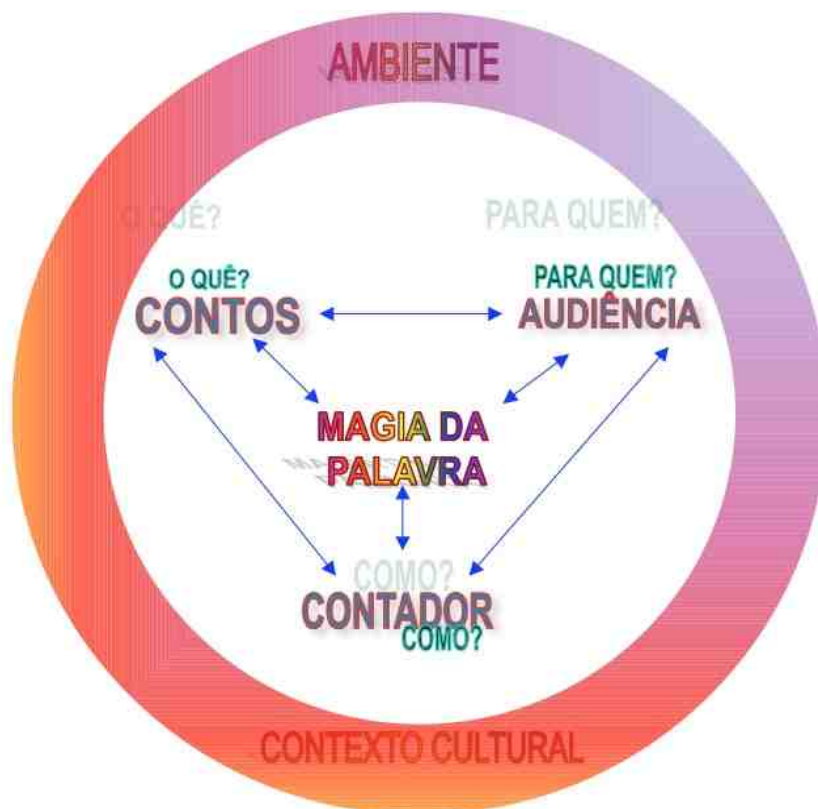 AMBIENTE
O QUÊ?
PARA QUEM?
O QUÊ?
PARA QUEM?
CONTOS
AUDIÊNCIA
MAGIA DA
PALAVRA
COMO?
CONTADOR
COMO?
CONTEXTO CULTURAL